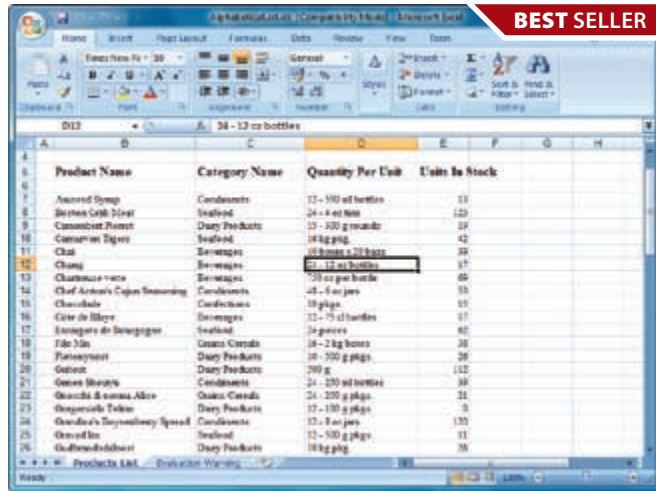 BEST SELLER
AlphabeticalList.xls [Compatibility Mode] - Microsoft Excel
Home Insert Page Layout Formulas Data Review View Team
Times New Ro 10 General Insert
Delete Sort & Find &
Styles Format Filter Select
Clipboard Font Alignment Number Cells Editing
D12 24 - 12 oz bottles
A B C D E F G H
Product Name Category Name Quantity Per Unit Units In Stock
Aniseed Syrup Condiments 12 - 550 ml bottles 13
Boston Crab Meat Seafood 24 - 4 oz tins 123
Camembert Pierrot Dairy Products 15 - 300 g rounds 19
Carnarvon Tigers Seafood 16 kg pkg. 42
Chai Beverages 10 boxes x 20 bags 39
Chang Beverages 24 - 12 oz bottles 17
Chartreuse verte Beverages 750 cc per bottle 69
Chef Anton's Cajun Seasoning Condiments 48 - 6 oz jars 53
Chocolade Confections 10 pkgs. 15
Côte de Blaye Beverages 12 - 75 cl bottles 17
Escargots de Bourgogne Seafood 24 pieces 62
Filo Mix Grains/Cereals 16 - 2 kg boxes 38
Flotemysost Dairy Products 10 - 500 g pkgs. 26
Geitost Dairy Products 500 g 112
Genen Shouyu Condiments 24 - 250 ml bottles 39
Gnocchi di nonna Alice Grains/Cereals 24 - 250 g pkgs. 21
Gorgonzola Telino Dairy Products 12 - 100 g pkgs 0
Grandma's Boysenberry Spread Condiments 12 - 8 oz jars 120
Gravad lax Seafood 12 - 500 g pkgs. 11
Gudbrandsdalsost Dairy Products 10 kg pkg. 26
Products List Evaluation Warning
Ready 100%